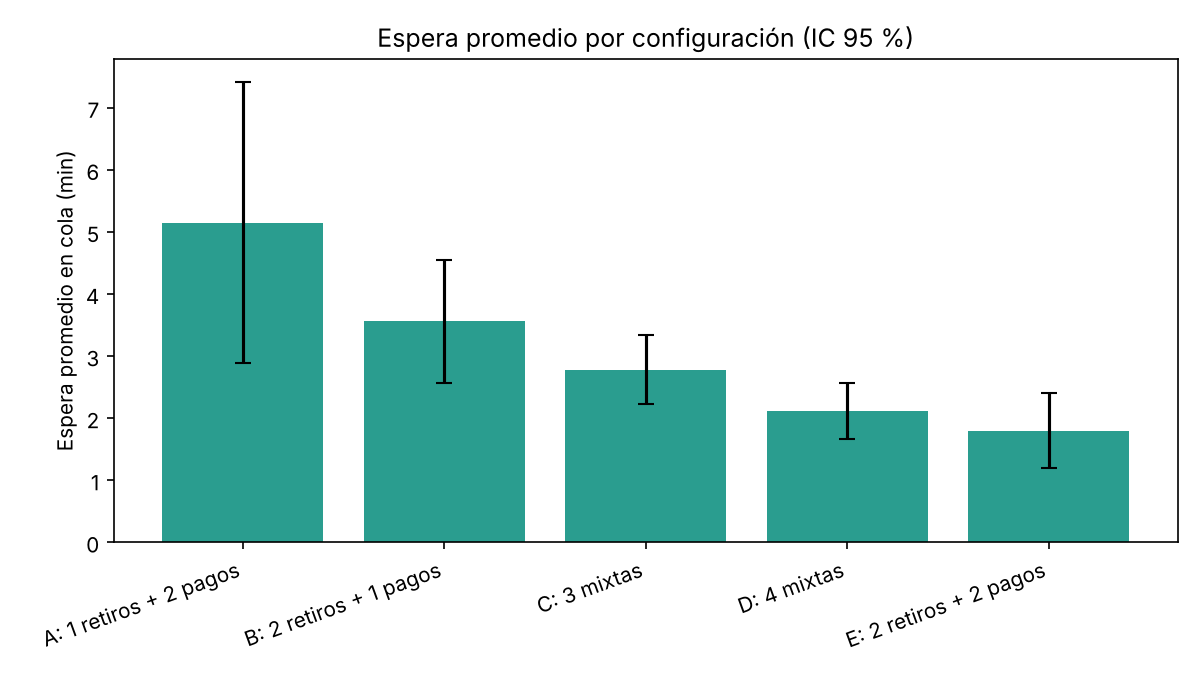 Espera promedio por configuración (IC 95 %)
Espera promedio en cola (min)
7
6
5
4
3
2
1
0
A: 1 retiros + 2 pagos
B: 2 retiros + 1 pagos
C: 3 mixtas
D: 4 mixtas
E: 2 retiros + 2 pagos